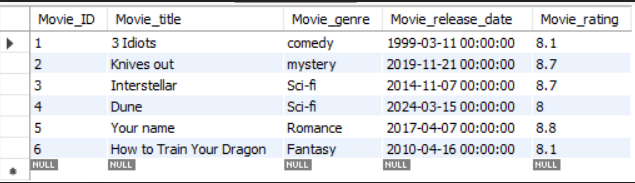 Movie_ID Movie_title Movie_genre Movie_release_date Movie_rating
1 3 Idiots comedy 1999-03-11 00:00:00 8.1
2 Knives out mystery 2019-11-21 00:00:00 8.7
3 Interstellar Sci-fi 2014-11-07 00:00:00 8.7
4 Dune Sci-fi 2024-03-15 00:00:00 8
5 Your name Romance 2017-04-07 00:00:00 8.8
6 How to Train Your Dragon Fantasy 2010-04-16 00:00:00 8.1
NULL NULL NULL NULL NULL